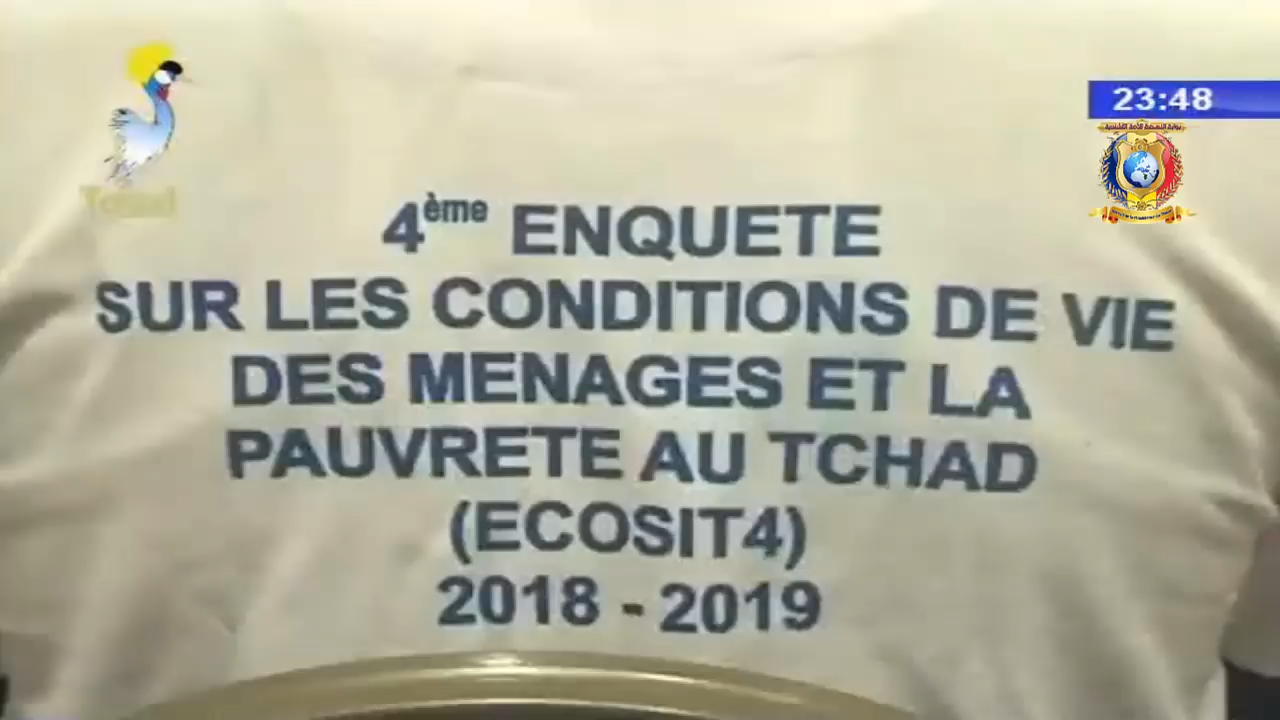 23:48
Tchad
4ème ENQUETE
SUR LES CONDITIONS DE VIE
DES MENAGES ET LA
PAUVRETE AU TCHAD
(ECOSIT4)
2018 - 2019